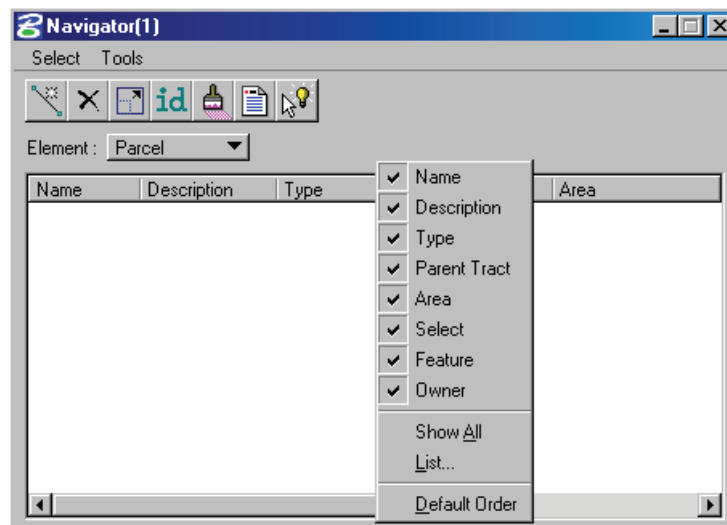 Navigator(1)
Select Tools
id
Element : Parcel
Name Description Type Area
Name
Description
Type
Parent Tract
Area
Select
Feature
Owner
Show All
List...
Default Order